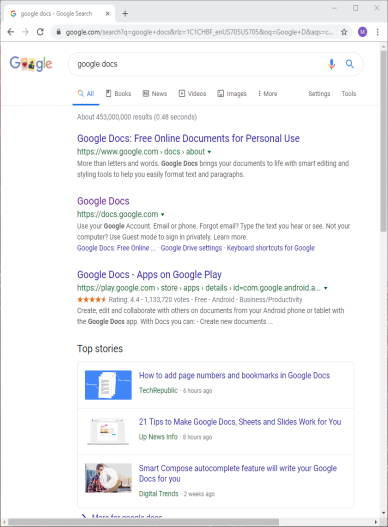 google docs - Google Search
google.com/search?q=google+docs&rlz=1C1CHBF_enUS705US705&oq=Google+D&aqs=c...
M
Google
google docs
All Books News Videos Images More Settings Tools
About 453,000,000 results (0.48 seconds)
Google Docs: Free Online Documents for Personal Use
https://www.google.com › docs › about
More than letters and words. Google Docs brings your documents to life with smart editing and
styling tools to help you easily format text and paragraphs.
Google Docs
https://docs.google.com
Use your Google Account. Email or phone. Forgot email? Type the text you hear or see. Not your
computer? Use Guest mode to sign in privately. Learn more.
Google Docs: Free Online ... · Google Drive settings · Keyboard shortcuts for Google
Google Docs - Apps on Google Play
https://play.google.com › store › apps › details › id=com.google.android.a...
Rating: 4.4 - 1,133,720 votes - Free - Android - Business/Productivity
Create, edit and collaborate with others on documents from your Android phone or tablet with
the Google Docs app. With Docs you can: - Create new documents ...
Top stories
How to add page numbers and bookmarks in Google Docs
TechRepublic · 6 hours ago
21 Tips to Make Google Docs, Sheets and Slides Work for You
Up News Info · 8 hours ago
Smart Compose autocomplete feature will write your Google
Docs for you
Digital Trends · 2 weeks ago
More for google docs